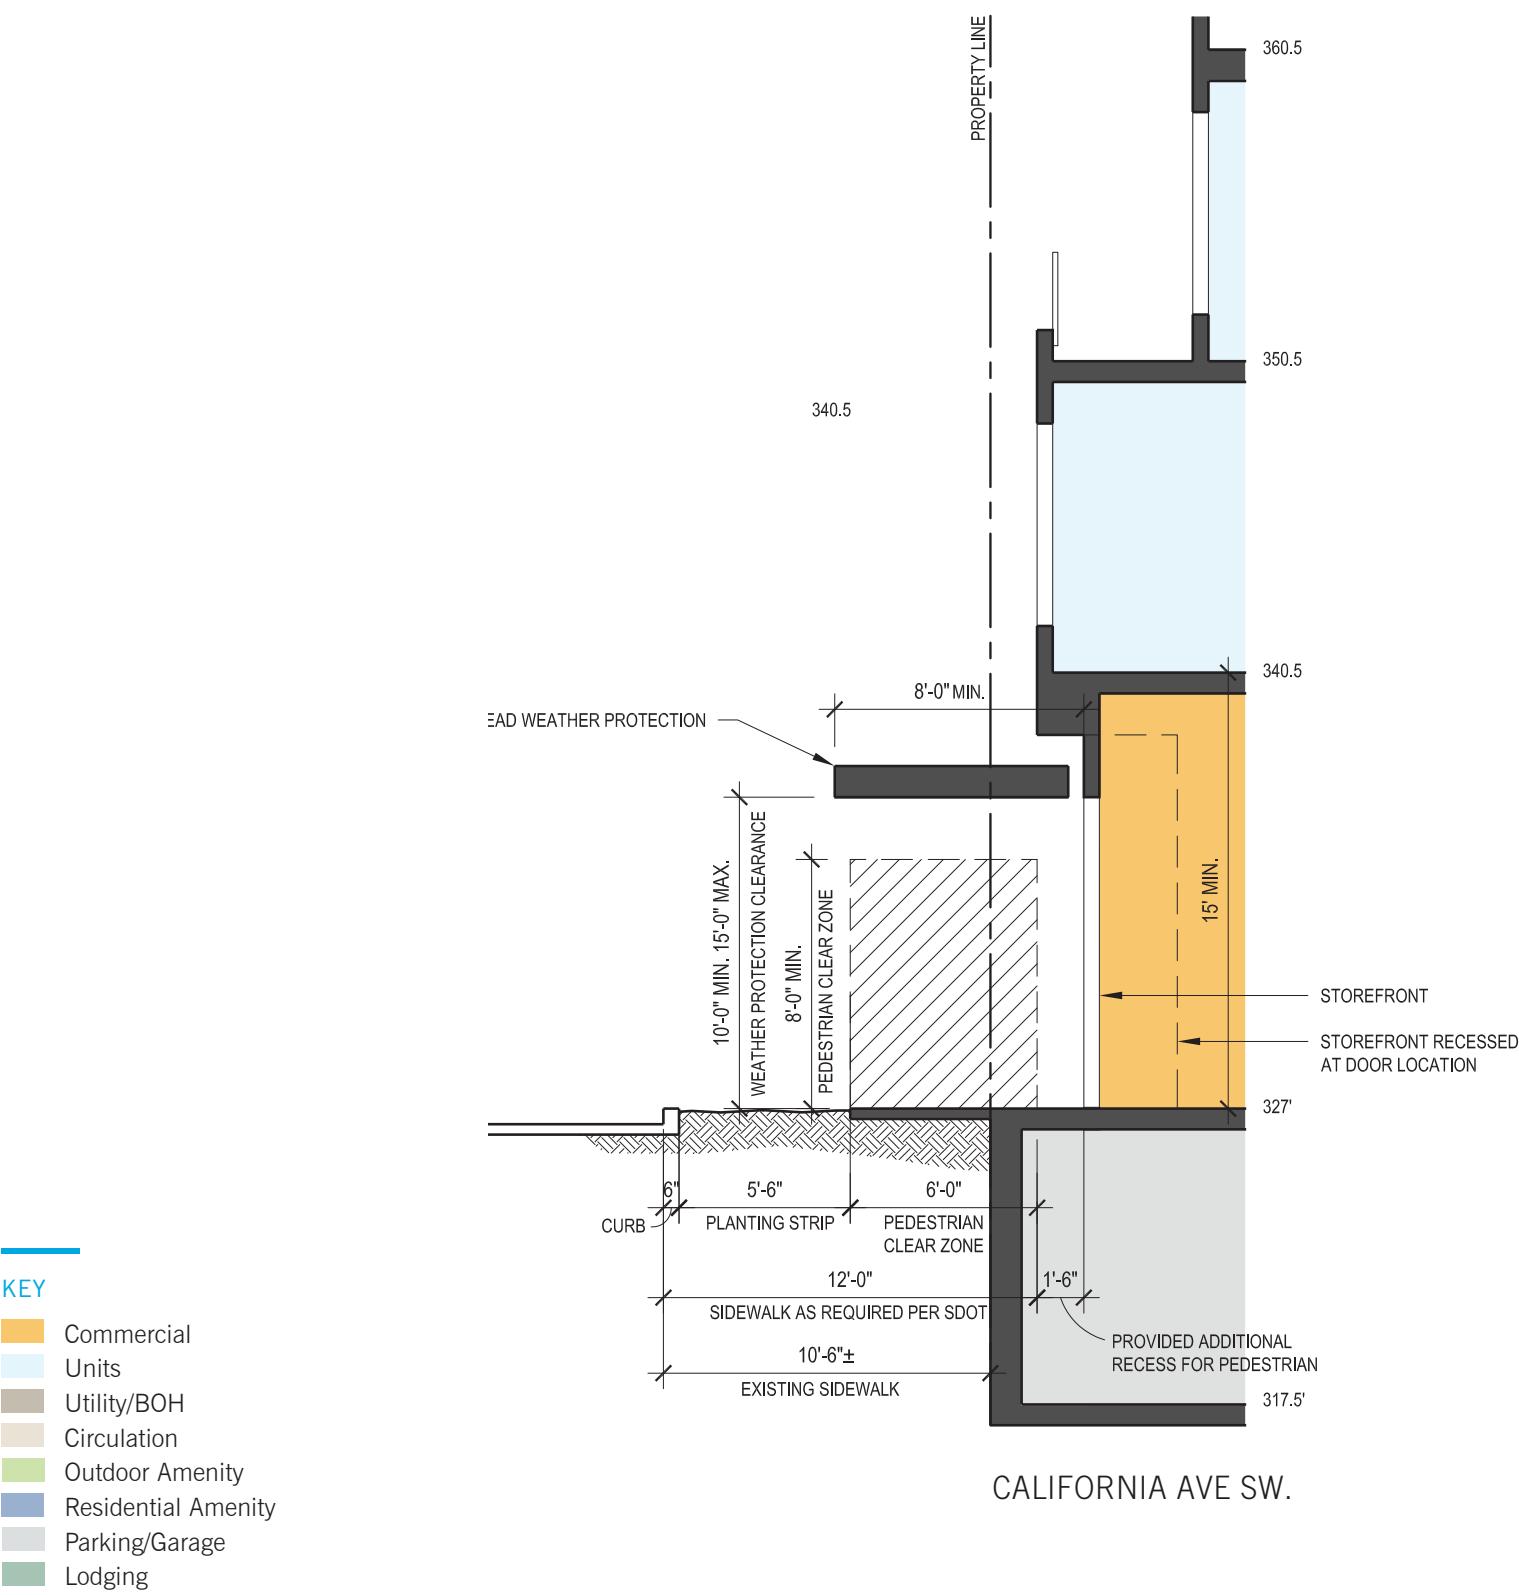 PROPERTY LINE
360.5
350.5
340.5
340.5
8'-0" MIN.
EAD WEATHER PROTECTION
10'-0" MIN. 15'-0" MAX.
WEATHER PROTECTION CLEARANCE
8'-0" MIN.
PEDESTRIAN CLEAR ZONE
15' MIN.
STOREFRONT
STOREFRONT RECESSED
AT DOOR LOCATION
327'
6"
5'-6"
6'-0"
CURB
PLANTING STRIP
PEDESTRIAN
CLEAR ZONE
12'-0"
1'-6"
SIDEWALK AS REQUIRED PER SDOT
PROVIDED ADDITIONAL
RECESS FOR PEDESTRIAN
10'-6"±
EXISTING SIDEWALK
317.5'
CALIFORNIA AVE SW.
KEY
Commercial
Units
Utility/BOH
Circulation
Outdoor Amenity
Residential Amenity
Parking/Garage
Lodging